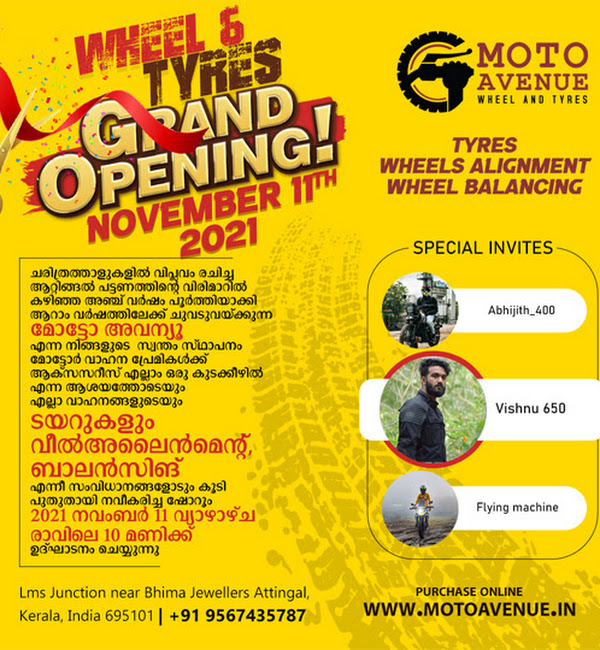 WHEEL &
TYRES
GRAND
OPENING!
NOVEMBER 11TH
2021
MOTO
AVENUE
WHEEL AND TYRES
TYRES
WHEELS ALIGNMENT
WHEEL BALANCING
ചരിത്രത്താളുകളിൽ വിപ്ലവം രചിച്ച
ആറ്റിങ്ങൽ പട്ടണത്തിന്റെ വിരിമാറിൽ
കഴിഞ്ഞ അഞ്ച് വർഷം പൂർത്തിയാക്കി
ആറാം വർഷത്തിലേക്ക് ചുവടുവയ്ക്കുന്ന
മോട്ടോ അവന്യൂ
എന്ന നിങ്ങളുടെ സ്വന്തം സ്ഥാപനം
മോട്ടോർ വാഹന പ്രേമികൾക്ക്
ആക്സസറീസ് എല്ലാം ഒരു കുടക്കീഴിൽ
എന്ന ആശയത്തോടെയും
എല്ലാ വാഹനങ്ങളുടെയും
ടയറുകളും
വീൽഅലൈൻമെന്റ്,
ബാലൻസിങ്
എന്നീ സംവിധാനങ്ങളോടും കൂടി
പുതുതായി നവീകരിച്ച ഷോറൂം
2021 നവംബർ 11 വ്യാഴാഴ്ച
രാവിലെ 10 മണിക്ക്
ഉദ്ഘാടനം ചെയ്യുന്നു
SPECIAL INVITES
Abhijith_400
Vishnu 650
Flying machine
Lms Junction near Bhima Jewellers Attingal,
Kerala, India 695101 | +91 9567435787
PURCHASE ONLINE
WWW.MOTOAVENUE.IN